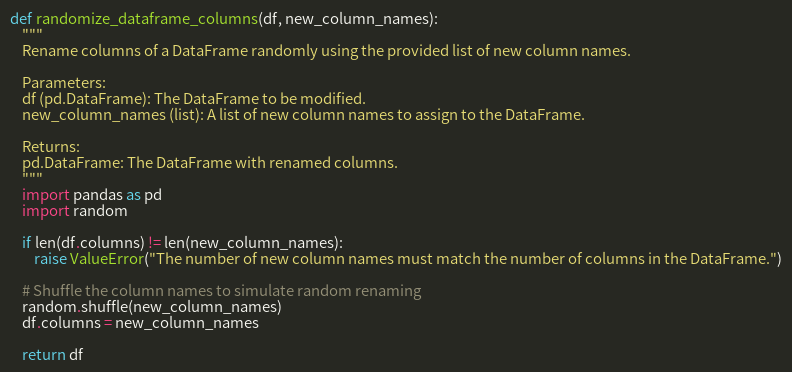 def randomize_dataframe_columns(df, new_column_names):
"""
Rename columns of a DataFrame randomly using the provided list of new column names.
Parameters:
df (pd.DataFrame): The DataFrame to be modified.
new_column_names (list): A list of new column names to assign to the DataFrame.
Returns:
pd.DataFrame: The DataFrame with renamed columns.
"""
import pandas as pd
import random
if len(df.columns) != len(new_column_names):
raise ValueError("The number of new column names must match the number of columns in the DataFrame.")
# Shuffle the column names to simulate random renaming
random.shuffle(new_column_names)
df.columns = new_column_names
return df